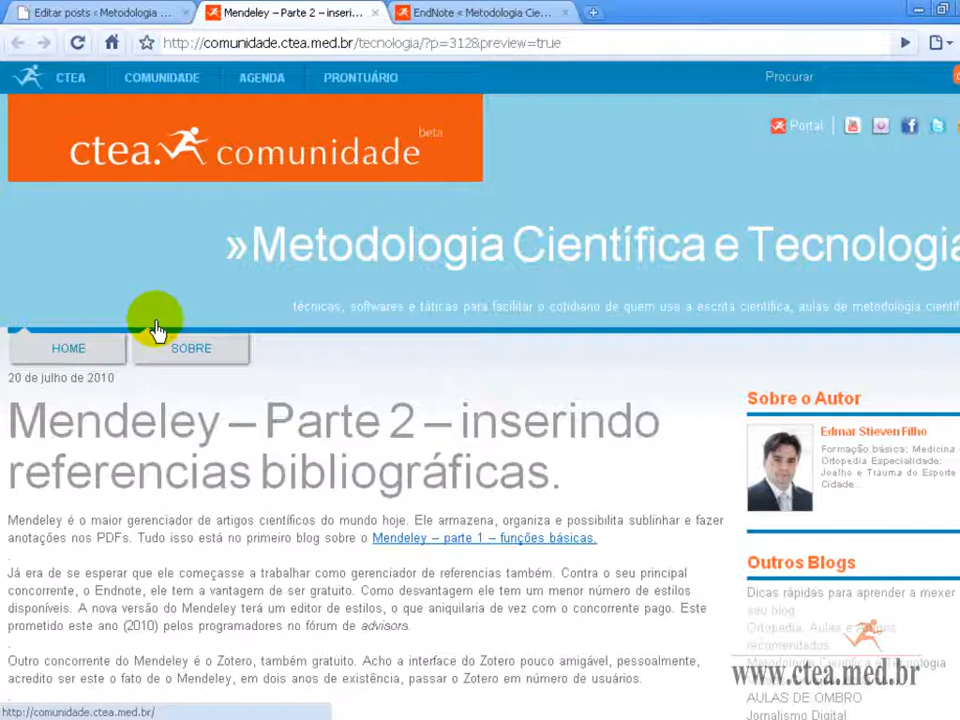 Editar posts < Metodologia ...
Mendeley – Parte 2 – inseri...
EndNote < Metodologia Cie...
http://comunidade.ctea.med.br/tecnologia/?p=312&preview=true
CTEA
COMUNIDADE
AGENDA
PRONTUÁRIO
Procurar
ctea. comunidade beta
Portal
»Metodologia Científica e Tecnologia
técnicas, softwares e táticas para facilitar o cotidiano de quem usa a escrita científica, aulas de metodologia científi
HOME
SOBRE
20 de julho de 2010
Mendeley – Parte 2 – inserindo
referencias bibliográficas.
Mendeley é o maior gerenciador de artigos científicos do mundo hoje. Ele armazena, organiza e possibilita sublinhar e fazer
anotações nos PDFs. Tudo isso está no primeiro blog sobre o Mendeley – parte 1 – funções básicas.
.
Já era de se esperar que ele começasse a trabalhar como gerenciador de referencias também. Contra o seu principal
concorrente, o Endnote, ele tem a vantagem de ser gratuito. Como desvantagem ele tem um menor número de estilos
disponíveis. A nova versão do Mendeley terá um editor de estilos, o que aniquilaria de vez com o concorrente pago. Este
prometido este ano (2010) pelos programadores no fórum de advisors.
.
Outro concorrente do Mendeley é o Zotero, também gratuito. Acho a interface do Zotero pouco amigável, pessoalmente,
acredito ser este o fato de o Mendeley, em dois anos de existência, passar o Zotero em número de usuários.
Sobre o Autor
Edmar Stieven Filho
Formação básica: Medicina -
Ortopedia Especialidade:
Joelho e Trauma do Esporte
Cidade...
Outros Blogs
Dicas rápidas para aprender a mexer
seu blog
Ortopedia. Aulas e Artigos
recomendados.
Metodologia Científica e Tecnologia
AULAS DE OMBRO
Jornalismo Digital
www.ctea.med.br
http://comunidade.ctea.med.br/